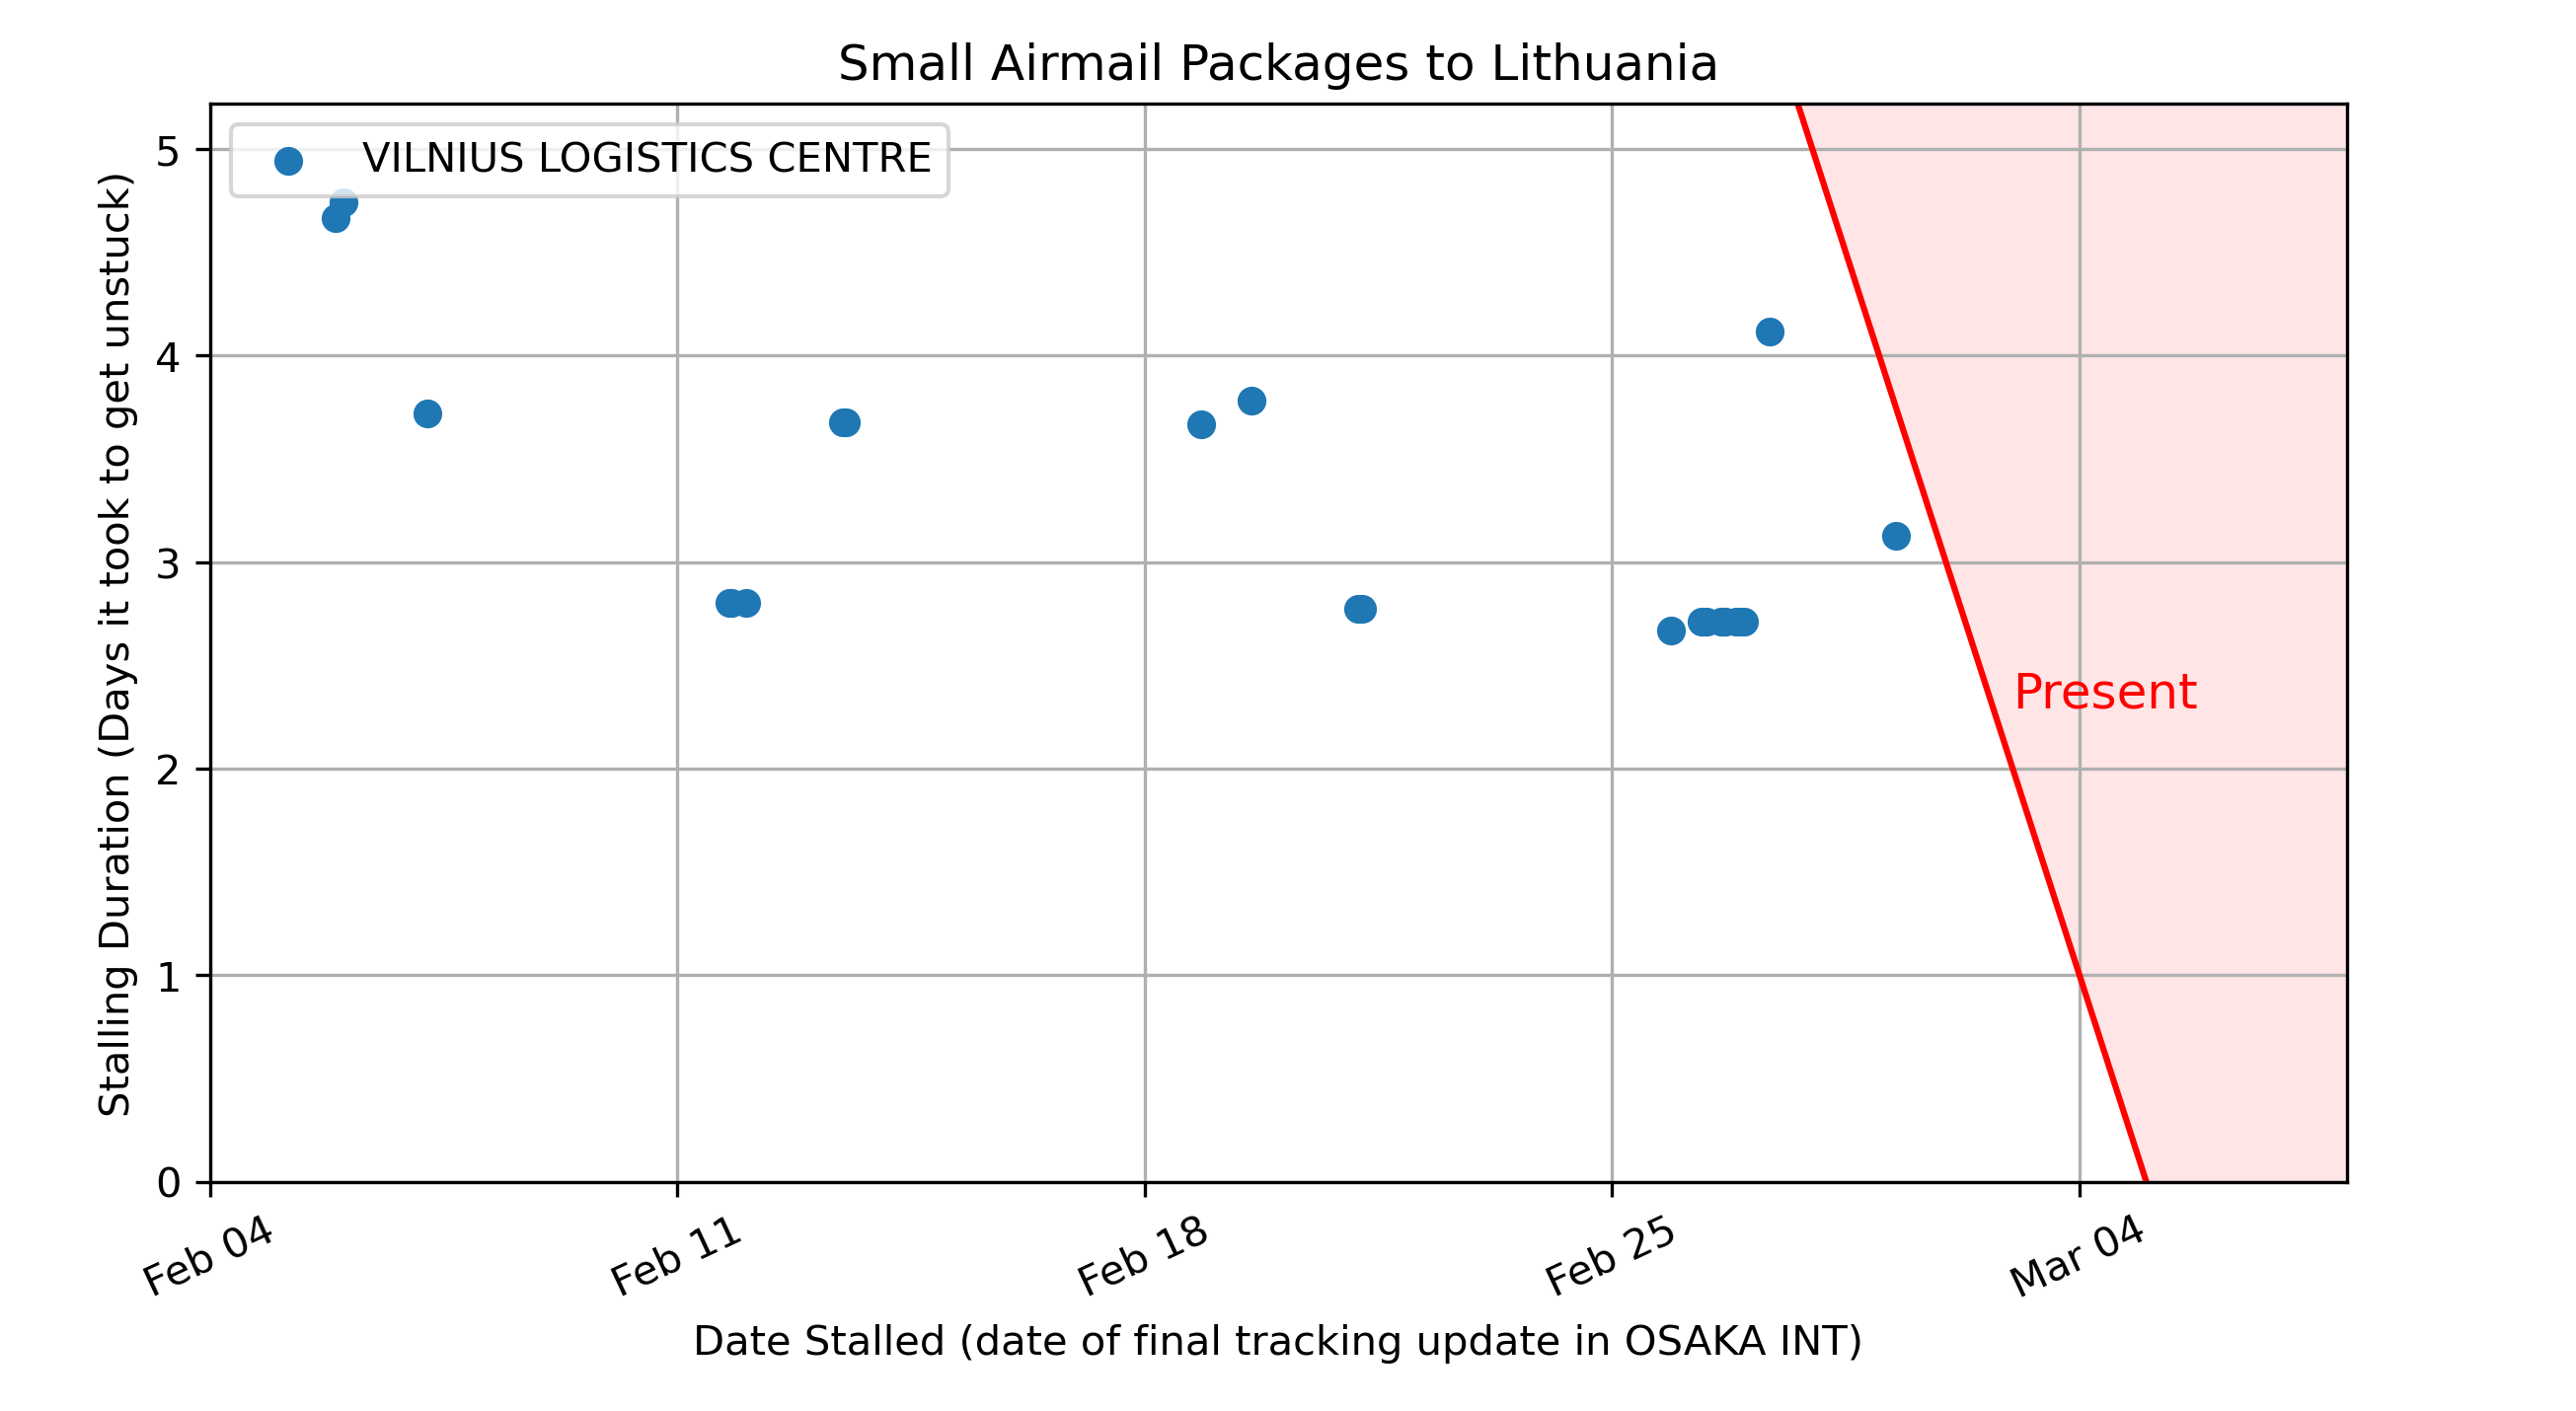 Small Airmail Packages to Lithuania
VILNIUS LOGISTICS CENTRE
Stalling Duration (Days it took to get unstuck)
5
4
3
2
1
0
Present
Feb 04
Feb 11
Feb 18
Feb 25
Mar 04
Date Stalled (date of final tracking update in OSAKA INT)